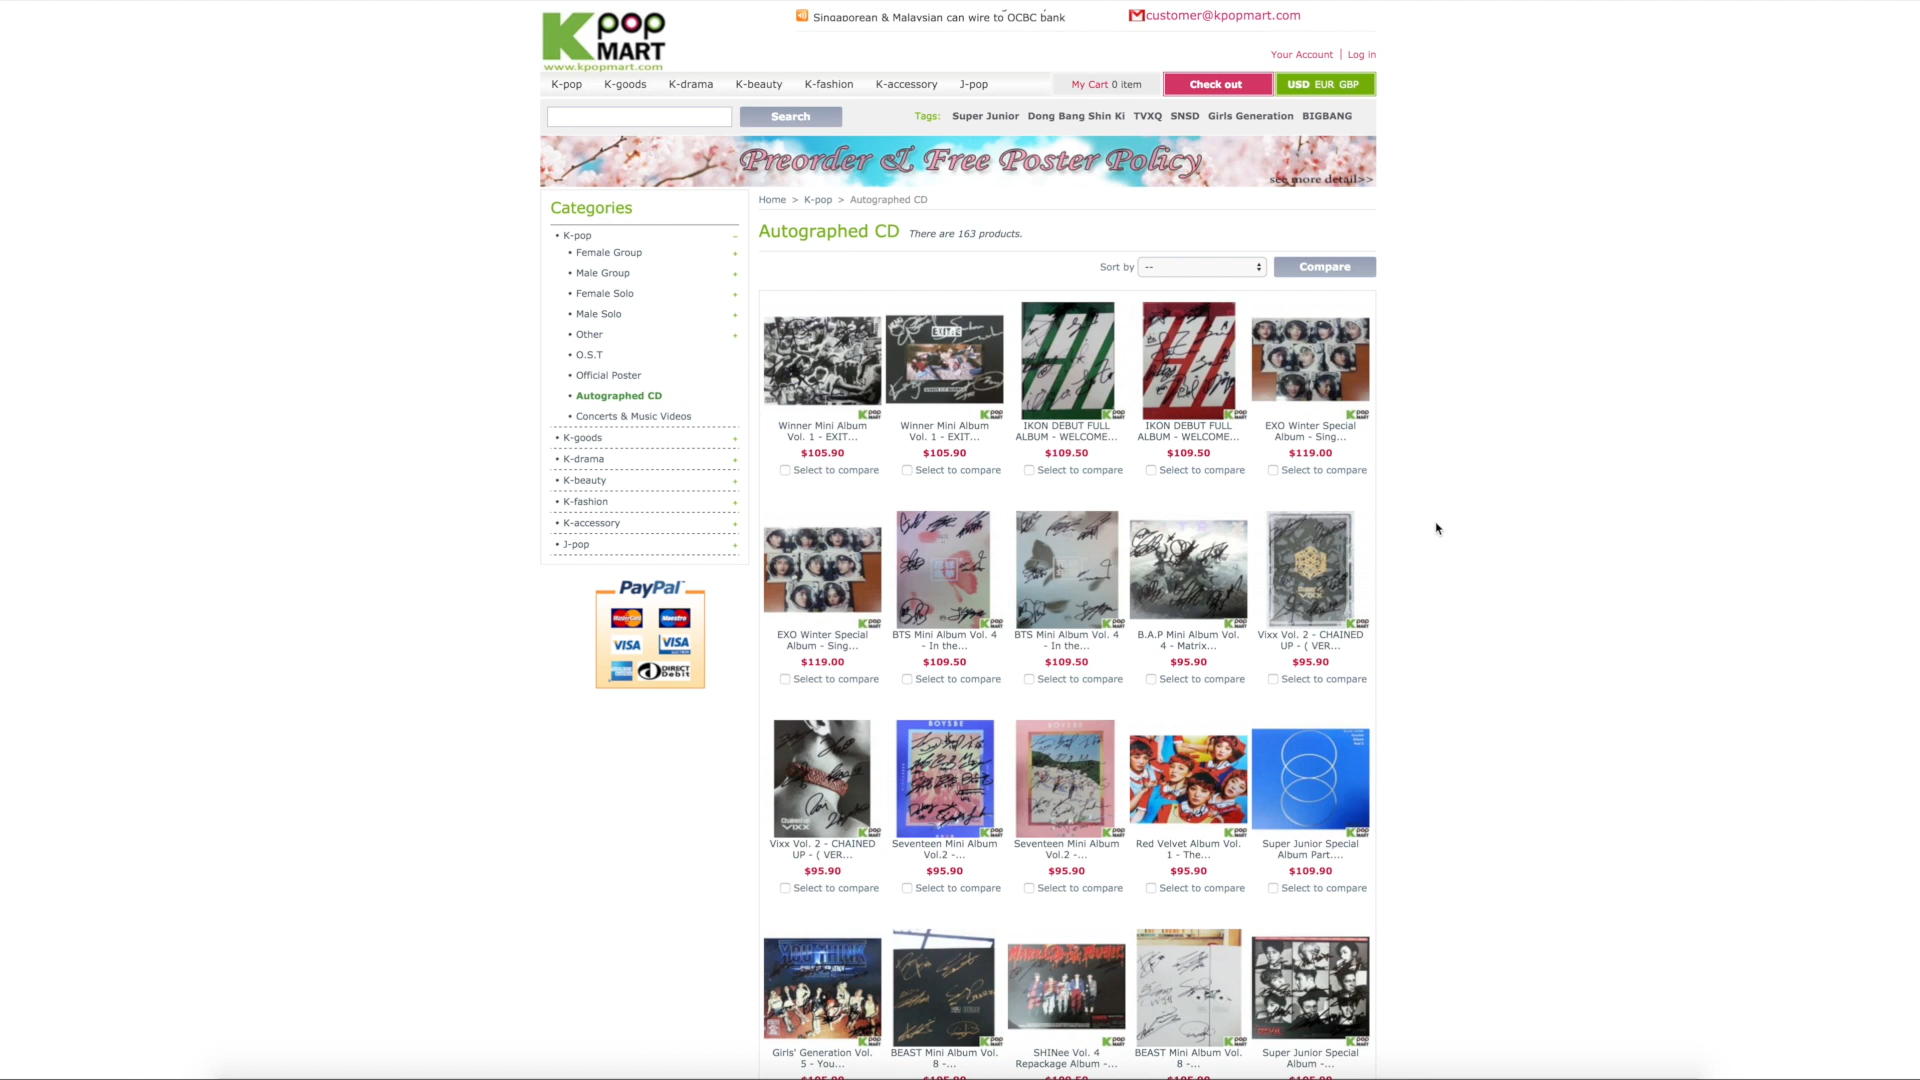 Kpop MART
www.kpopmart.com
Singaporean & Malaysian can wire to OCBC bank
customer@kpopmart.com
Your Account | Log in
K-pop K-goods K-drama K-beauty K-fashion K-accessory J-pop
My Cart 0 item
Check out
USD EUR GBP
Search
Tags: Super Junior Dong Bang Shin Ki TVXQ SNSD Girls Generation BIGBANG
Preorder & Free Poster Policy
see more detail>>
Categories
• K-pop
• Female Group
• Male Group
• Female Solo
• Male Solo
• Other
• O.S.T
• Official Poster
• Autographed CD
• Concerts & Music Videos
• K-goods
• K-drama
• K-beauty
• K-fashion
• K-accessory
• J-pop
PayPal
MasterCard Maestro
VISA VISA
DIRECT Debit
Home > K-pop > Autographed CD
Autographed CD There are 163 products.
Sort by -- Compare
Winner Mini Album Vol. 1 - EXIT...
$105.90
Select to compare
Winner Mini Album Vol. 1 - EXIT...
$105.90
Select to compare
IKON DEBUT FULL ALBUM - WELCOME...
$109.50
Select to compare
IKON DEBUT FULL ALBUM - WELCOME...
$109.50
Select to compare
EXO Winter Special Album - Sing...
$119.00
Select to compare
EXO Winter Special Album - Sing...
$119.00
Select to compare
BTS Mini Album Vol. 4 - In the...
$109.50
Select to compare
BTS Mini Album Vol. 4 - In the...
$109.50
Select to compare
B.A.P Mini Album Vol. 4 - Matrix...
$95.90
Select to compare
Vixx Vol. 2 - CHAINED UP - ( VER...
$95.90
Select to compare
Vixx Vol. 2 - CHAINED UP - ( VER...
$95.90
Select to compare
Seventeen Mini Album Vol.2 -...
$95.90
Select to compare
Seventeen Mini Album Vol.2 -...
$95.90
Select to compare
Red Velvet Album Vol. 1 - The...
$95.90
Select to compare
Super Junior Special Album Part....
$109.90
Select to compare
Girls' Generation Vol. 5 - You...
BEAST Mini Album Vol. 8 -...
SHINee Vol. 4 Repackage Album -...
BEAST Mini Album Vol. 8 -...
Super Junior Special Album -...